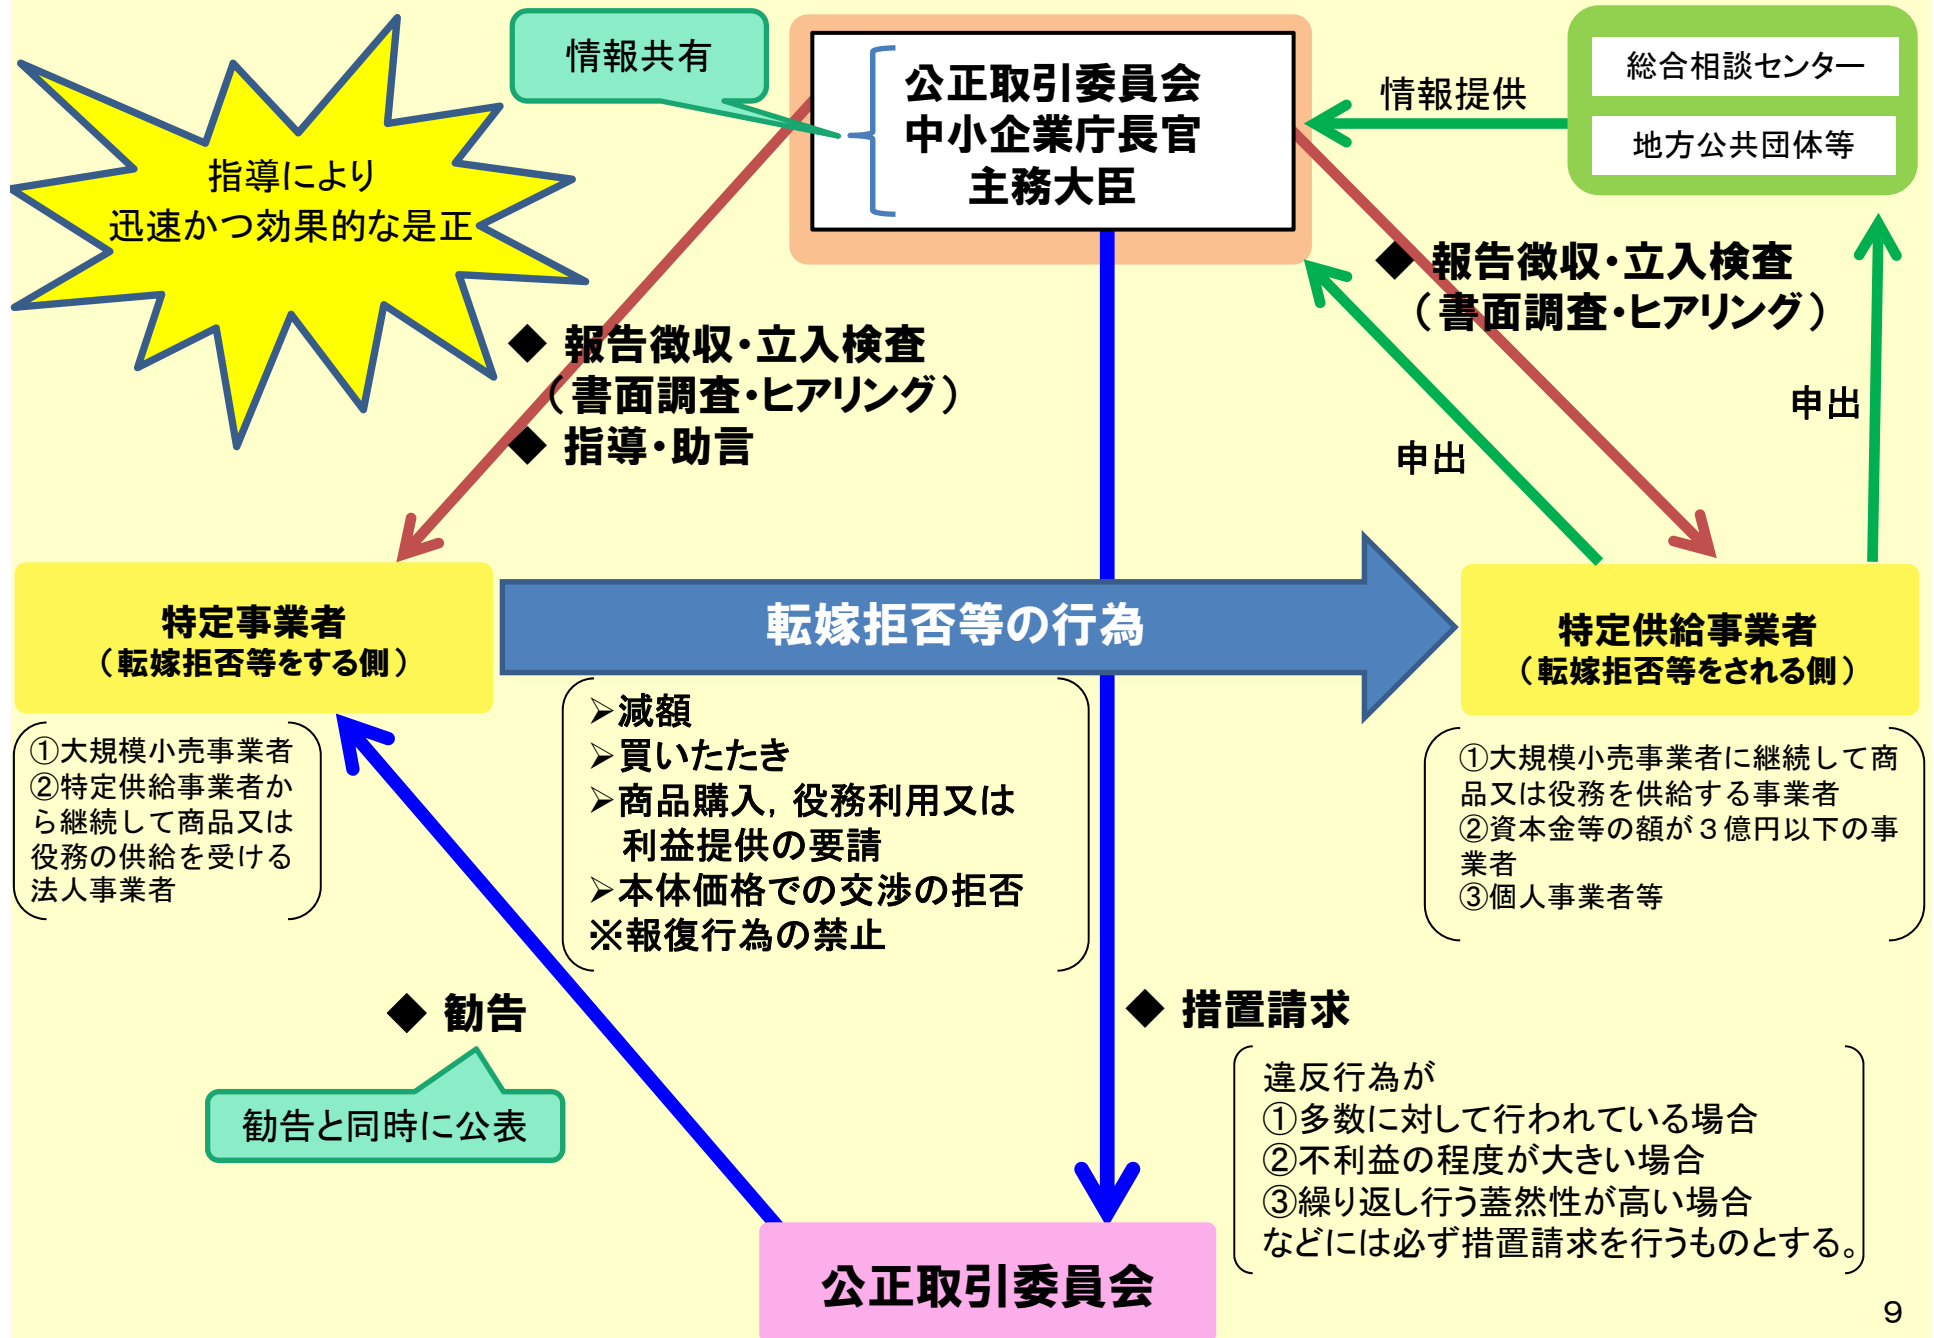 情報共有
公正取引委員会
中小企業庁長官
主務大臣
情報提供
総合相談センター
地方公共団体等
指導により
迅速かつ効果的な是正
◆ 報告徴収・立入検査
（書面調査・ヒアリング）
◆ 報告徴収・立入検査
（書面調査・ヒアリング）
◆ 指導・助言
申出
申出
特定事業者
（転嫁拒否等をする側）
転嫁拒否等の行為
特定供給事業者
（転嫁拒否等をされる側）
①大規模小売事業者
②特定供給事業者か
ら継続して商品又は
役務の供給を受ける
法人事業者
➢減額
➢買いたたき
➢商品購入，役務利用又は
利益提供の要請
➢本体価格での交渉の拒否
※報復行為の禁止
①大規模小売事業者に継続して商
品又は役務を供給する事業者
②資本金等の額が３億円以下の事
業者
③個人事業者等
◆ 勧告
勧告と同時に公表
◆ 措置請求
違反行為が
①多数に対して行われている場合
②不利益の程度が大きい場合
③繰り返し行う蓋然性が高い場合
などには必ず措置請求を行うものとする。
公正取引委員会
9